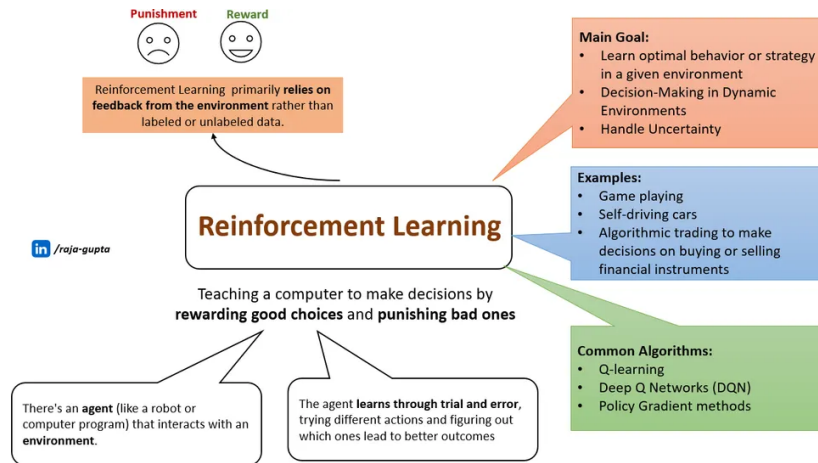 Punishment
Reward
Reinforcement Learning primarily relies on
feedback from the environment rather than
labeled or unlabeled data.
Main Goal:
• Learn optimal behavior or strategy
in a given environment
• Decision-Making in Dynamic
Environments
• Handle Uncertainty
Examples:
• Game playing
• Self-driving cars
• Algorithmic trading to make
decisions on buying or selling
financial instruments
Reinforcement Learning
in /raja-gupta
Teaching a computer to make decisions by
rewarding good choices and punishing bad ones
Common Algorithms:
• Q-learning
• Deep Q Networks (DQN)
• Policy Gradient methods
There's an agent (like a robot or
computer program) that interacts with an
environment.
The agent learns through trial and error,
trying different actions and figuring out
which ones lead to better outcomes